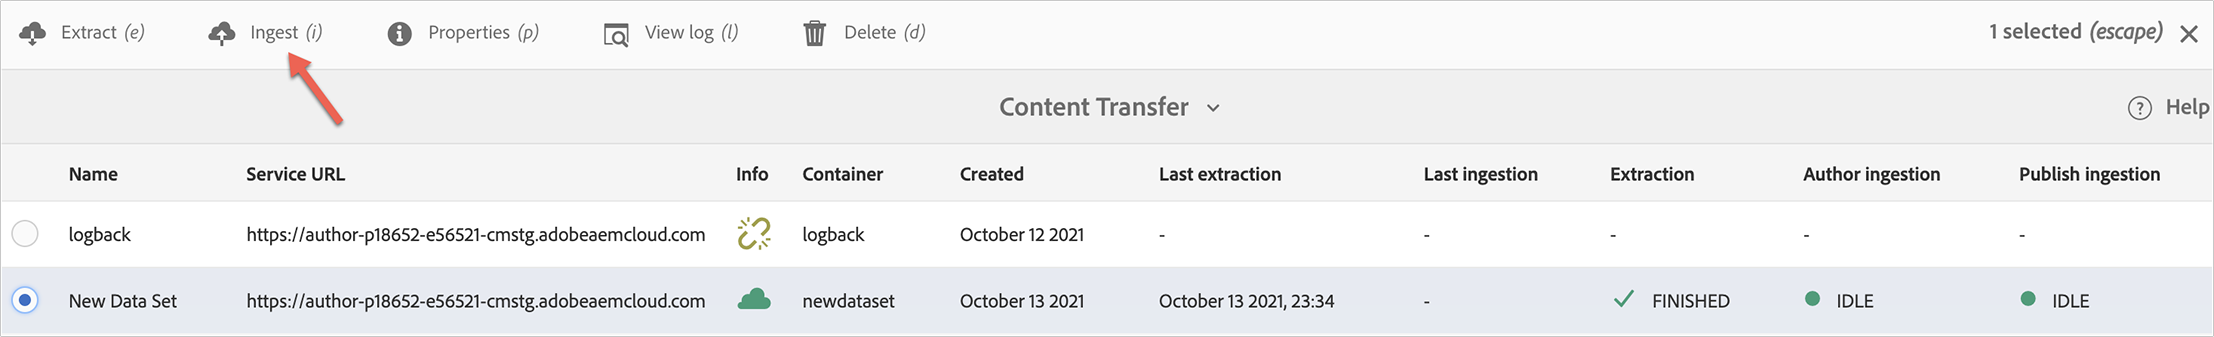 Extract (e) Ingest (i) Properties (p) View log (l) Delete (d) 1 selected (escape)
Content Transfer Help
Name Service URL Info Container Created Last extraction Last ingestion Extraction Author ingestion Publish ingestion
logback https://author-p18652-e56521-cmstg.adobeaemcloud.com logback October 12 2021 - - - - -
New Data Set https://author-p18652-e56521-cmstg.adobeaemcloud.com newdataset October 13 2021 October 13 2021, 23:34 - FINISHED IDLE IDLE